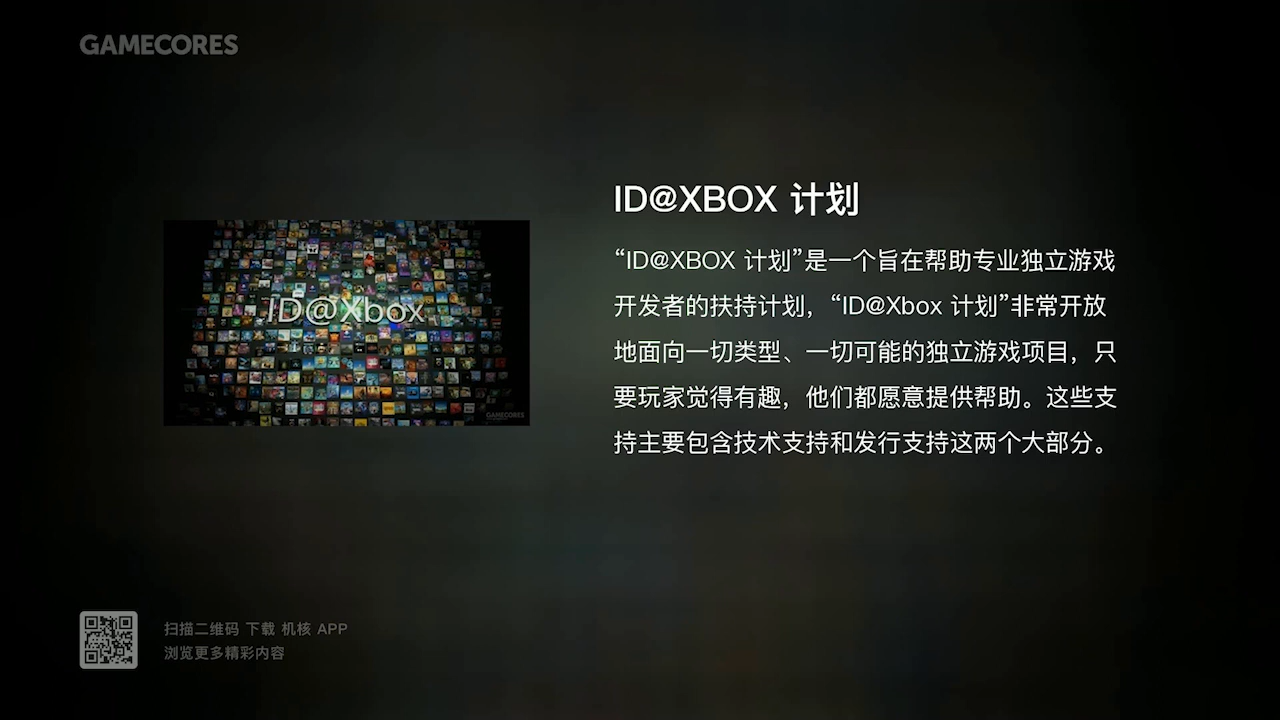 GAMECORES
ID@XBOX 计划
“ID@XBOX 计划”是一个旨在帮助专业独立游戏
开发者的扶持计划，“ID@Xbox 计划”非常开放
地面向一切类型、一切可能的独立游戏项目，只
要玩家觉得有趣，他们都愿意提供帮助。这些支
持主要包含技术支持和发行支持这两个大部分。
ID@Xbox
GAMECORES
扫描二维码 下载 机核 APP
浏览更多精彩内容